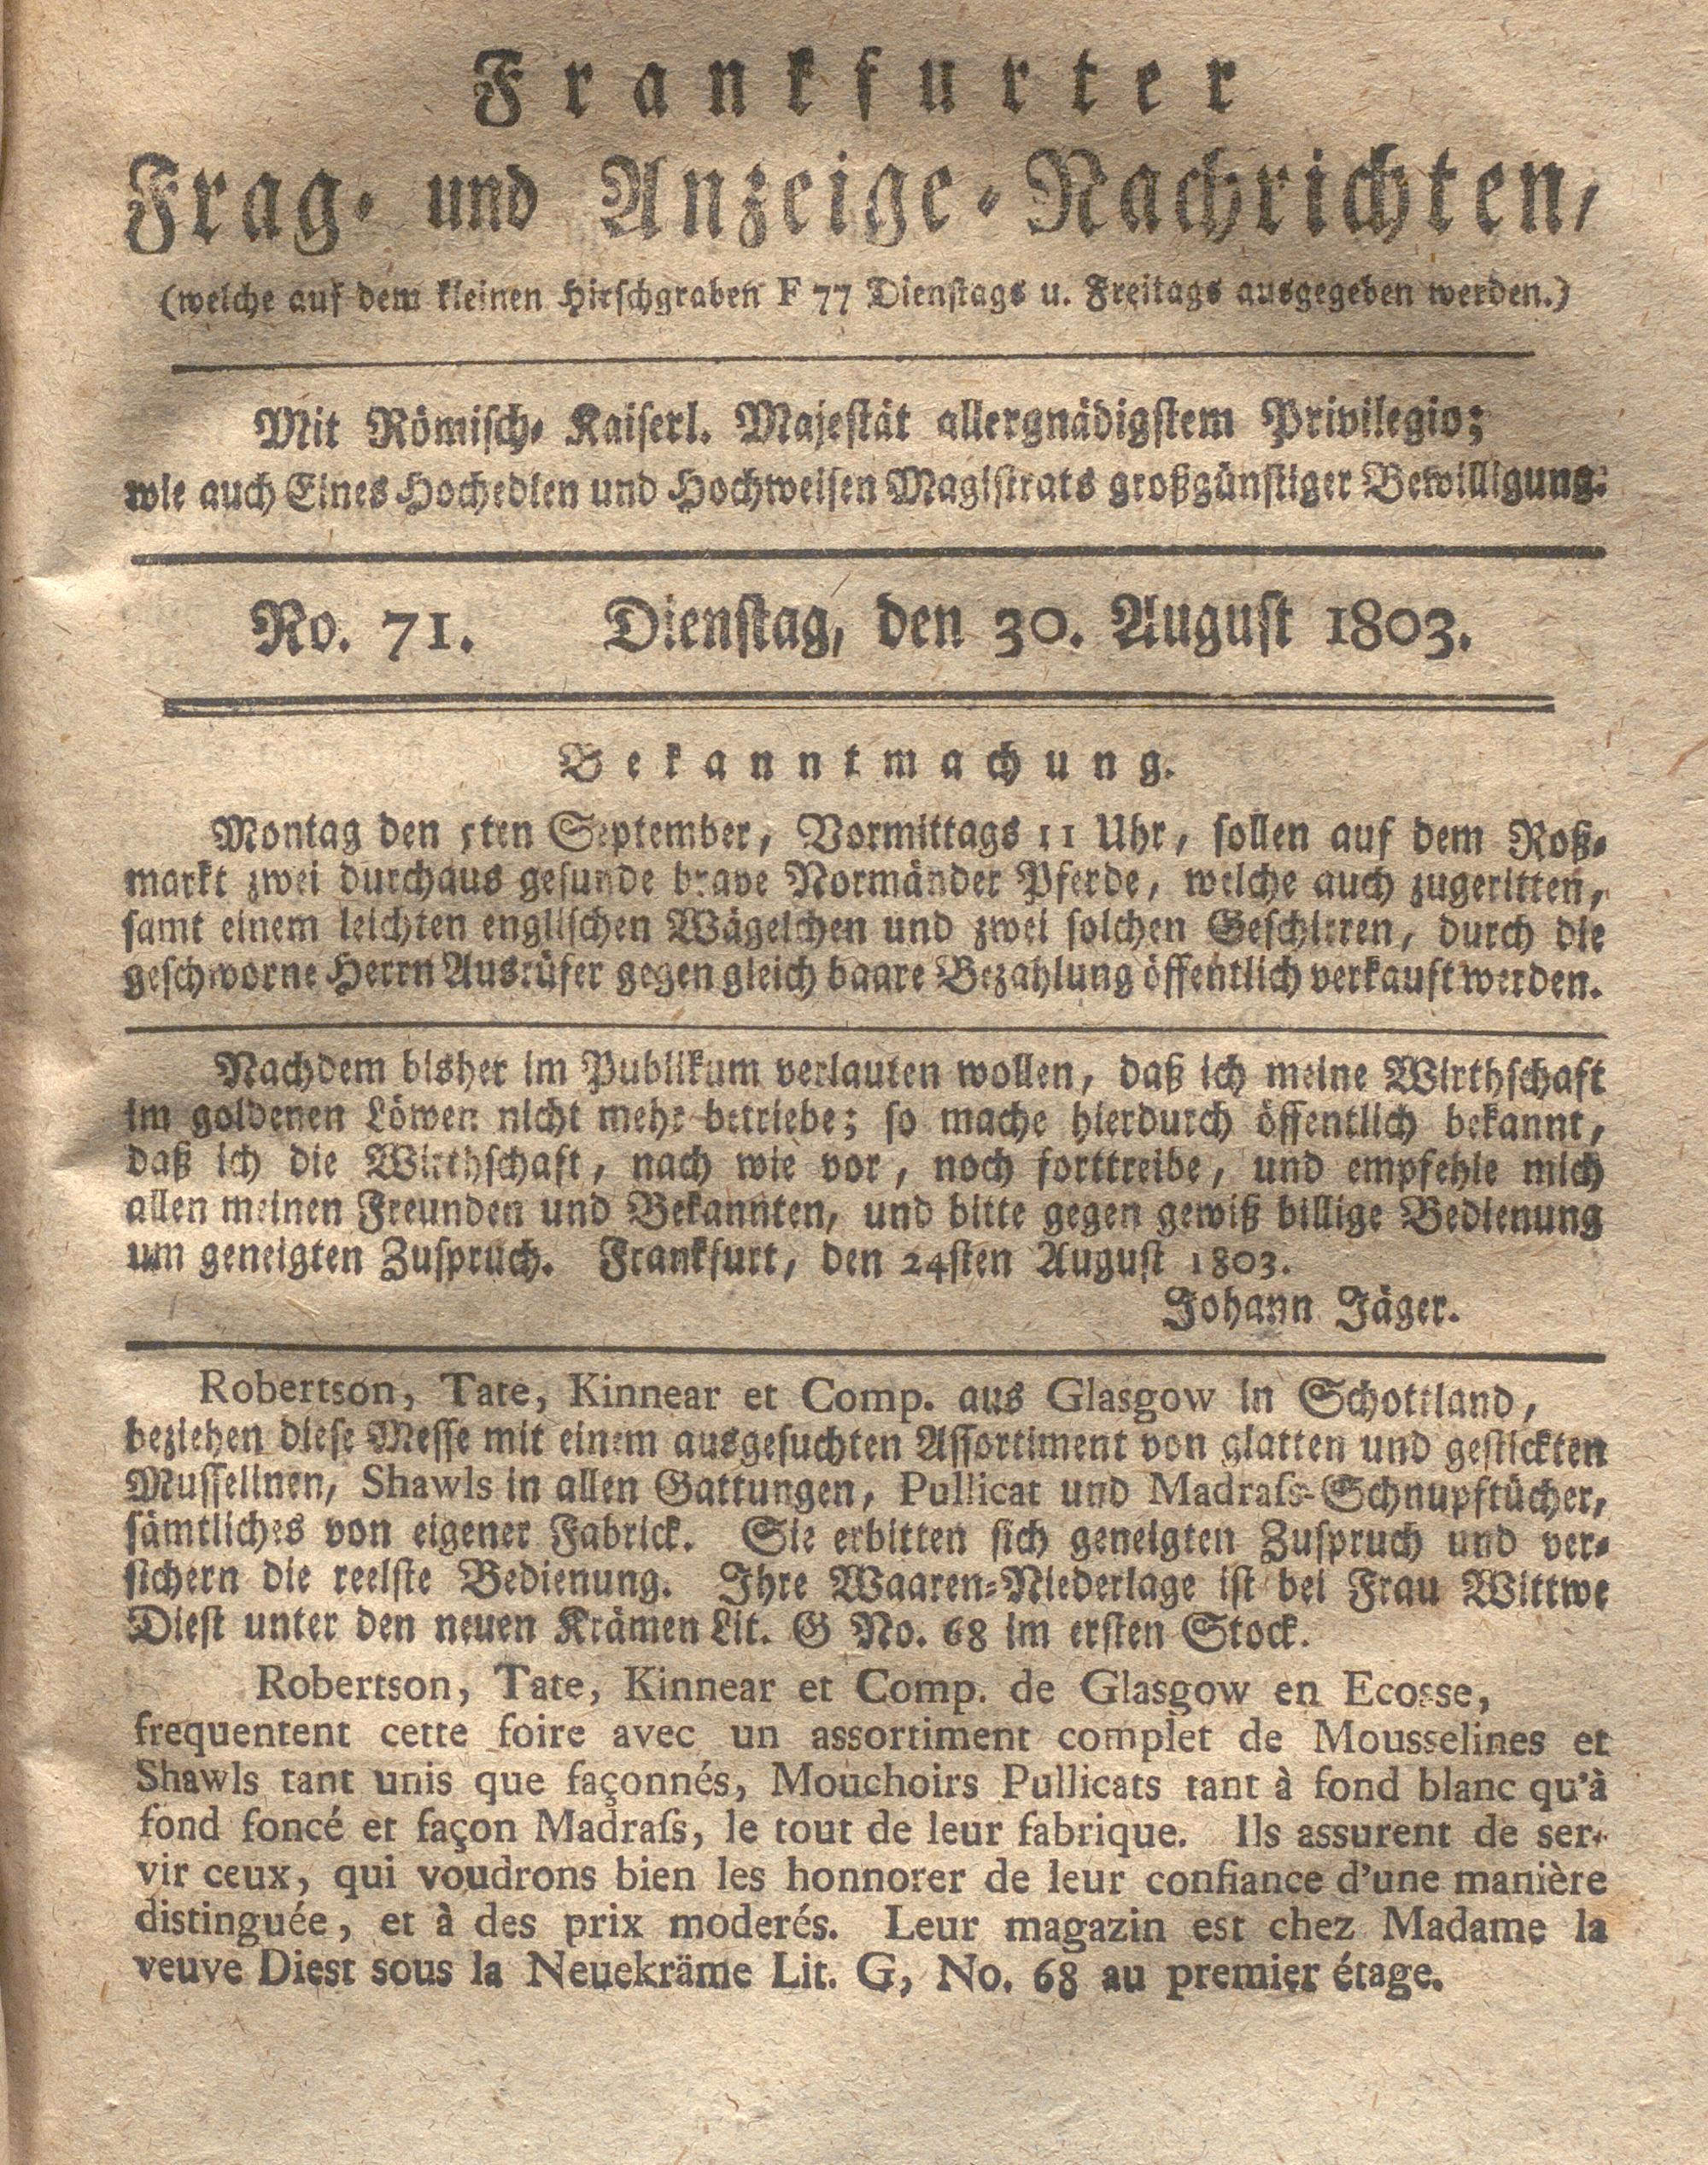 Frankfurter
Frag- und Anzeige-Nachrichten,
(welche auf dem kleinen Hirschgraben F 77 Dienstags u. Freitags ausgegeben werden.)
Mit Römisch- Kaiserl. Majestät allergnädigstem Privilegio;
wie auch Eines Hochedlen und Hochweisen Magistrats großgünstiger Bewilligung.
No. 71. Dienstag, den 30. August 1803.
Bekanntmachung.
Montag den 5ten September, Vormittags 11 Uhr, sollen auf dem Roß-
markt zwei durchaus gesunde brave Normänder Pferde, welche auch zugeritten,
samt einem leichten englischen Wägelchen und zwei solchen Geschirren, durch die
geschworne Herrn Ausrüfer gegen gleich baare Bezahlung öffentlich verkauft werden.
Nachdem bisher im Publikum verlauten wollen, daß ich meine Wirthschaft
im goldenen Löwen nicht mehr betriebe; so mache hierdurch öffentlich bekannt,
daß ich die Wirthschaft, nach wie vor, noch forttreibe, und empfehle mich
allen meinen Freunden und Bekannten, und bitte gegen gewiß billige Bedienung
um geneigten Zuspruch. Frankfurt, den 24sten August 1803.
Johann Jäger.
Robertson, Tate, Kinnear et Comp. aus Glasgow in Schottland,
beziehen diese Messe mit einem ausgesuchten Assortiment von glatten und gestickten
Musselinen, Shawls in allen Gattungen, Pullicat und Madraſs-Schnupftücher,
sämtliches von eigener Fabrick. Sie erbitten sich geneigten Zuspruch und ver-
sichern die reelste Bedienung. Ihre Waaren-Niederlage ist bei Frau Wittwe
Diest unter den neuen Krämen Lit. G No. 68 im ersten Stock.
Robertson, Tate, Kinnear et Comp. de Glasgow en Ecosse,
frequentent cette foire avec un assortiment complet de Mousselines et
Shawls tant unis que façonnés, Mouchoirs Pullicats tant à fond blanc qu'à
fond foncé et façon Madraſs, le tout de leur fabrique. Ils assurent de ser-
vir ceux, qui voudrons bien les honnorer de leur confiance d'une manière
distinguée, et à des prix moderés. Leur magazin est chez Madame la
veuve Diest sous la Neuekräme Lit. G, No. 68 au premier étage.